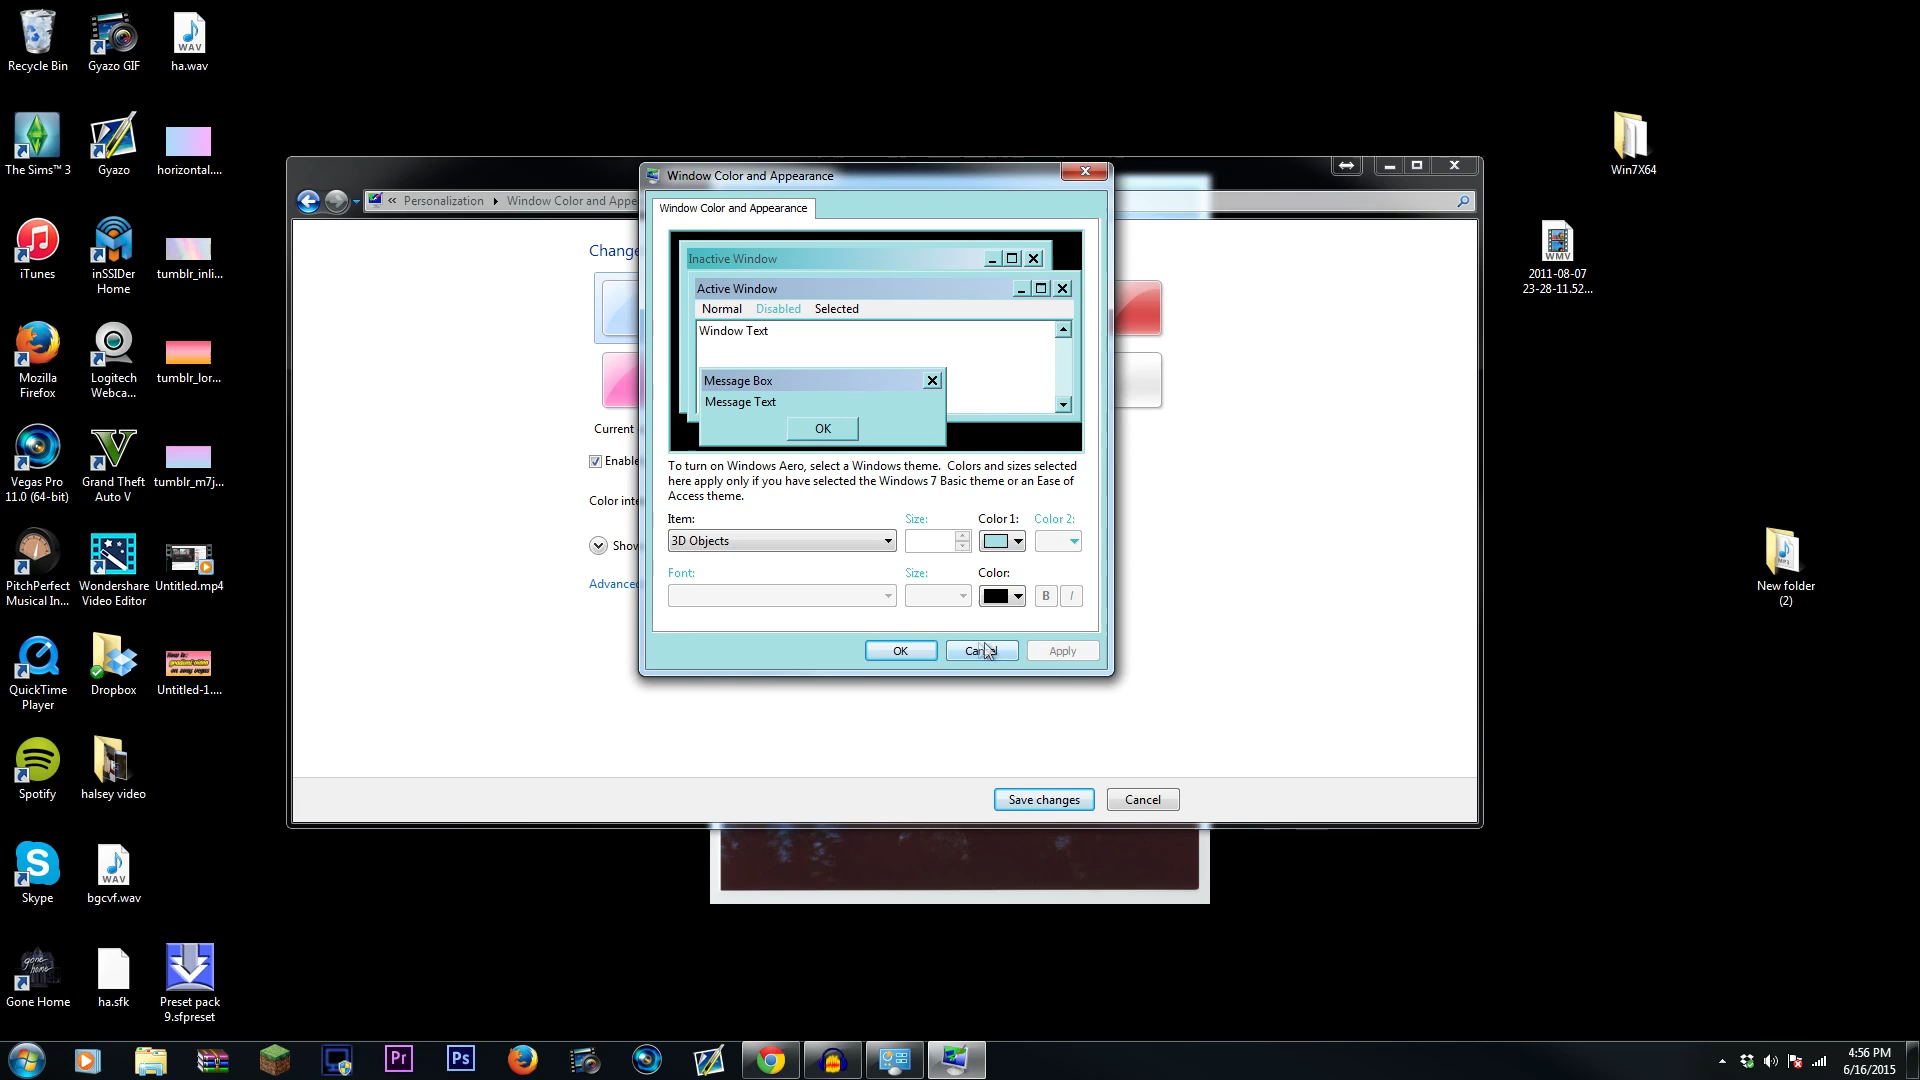 Recycle Bin
Gyazo GIF
ha.wav
The Sims™ 3
Gyazo
horizontal....
iTunes
inSSIDer
Home
tumblr_inli...
Mozilla
Firefox
Logitech
Webca...
tumblr_lor...
Vegas Pro
11.0 (64-bit)
Grand Theft
Auto V
tumblr_m7j...
PitchPerfect
Musical In...
Wondershare
Video Editor
Untitled.mp4
QuickTime
Player
Dropbox
Untitled-1....
Spotify
halsey video
Skype
WAV
bgcvf.wav
Gone Home
ha.sfk
Preset pack
9.sfpreset
Win7X64
WMV
2011-08-07
23-28-11.52...
New folder
(2)
« Personalization ▸ Window Color and Appe
Change
Current
Enable
Color inte
Show
Advanced
Save changes
Cancel
Window Color and Appearance
Window Color and Appearance
Inactive Window
Active Window
Normal Disabled Selected
Window Text
Message Box
Message Text
OK
To turn on Windows Aero, select a Windows theme. Colors and sizes selected
here apply only if you have selected the Windows 7 Basic theme or an Ease of
Access theme.
Item: Size: Color 1: Color 2:
3D Objects
Font: Size: Color:
B I
OK Cancel Apply
Pr
Ps
4:56 PM
6/16/2015